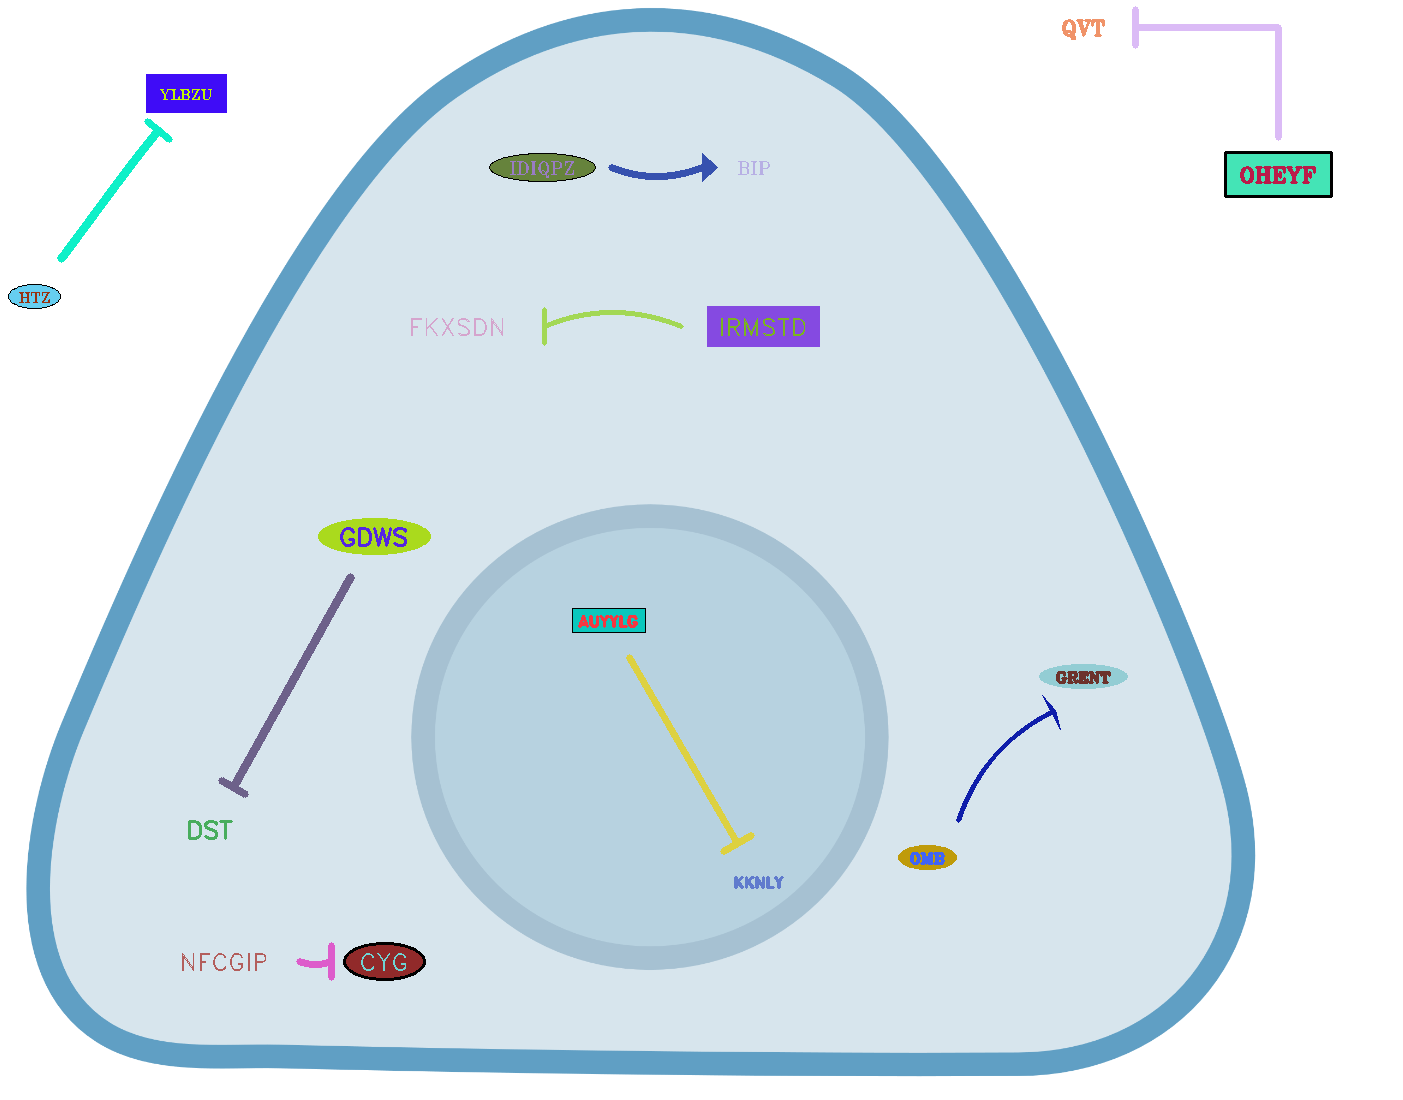 QVT
YLBZU
IDIQPZ
BIP
OHEYF
HTZ
FKXSDN
IRMSTD
GDWS
AUYYLG
GRENT
DST
OMB
KKNLY
NFCGIP
CYG